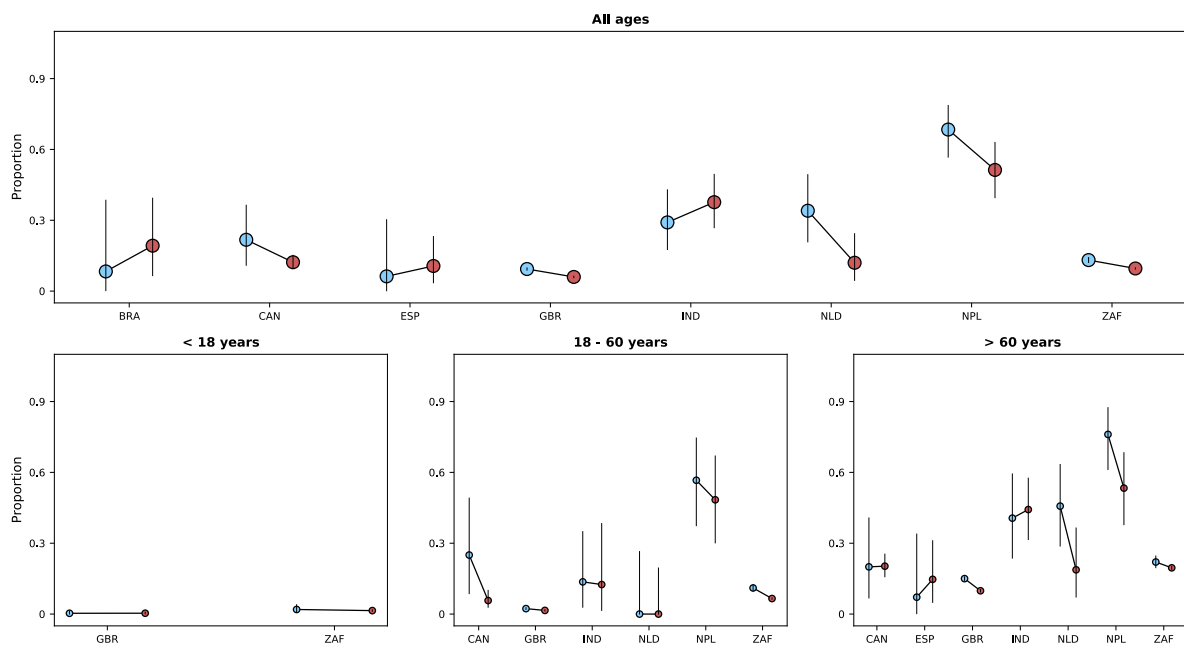 All ages
Proportion
0.9
0.6
0.3
0
BRA CAN ESP GBR IND NLD NPL ZAF
< 18 years
Proportion
0.9
0.6
0.3
0
GBR ZAF
18 - 60 years
0.9
0.6
0.3
0
CAN GBR IND NLD NPL ZAF
> 60 years
0.9
0.6
0.3
0
CAN ESP GBR IND NLD NPL ZAF